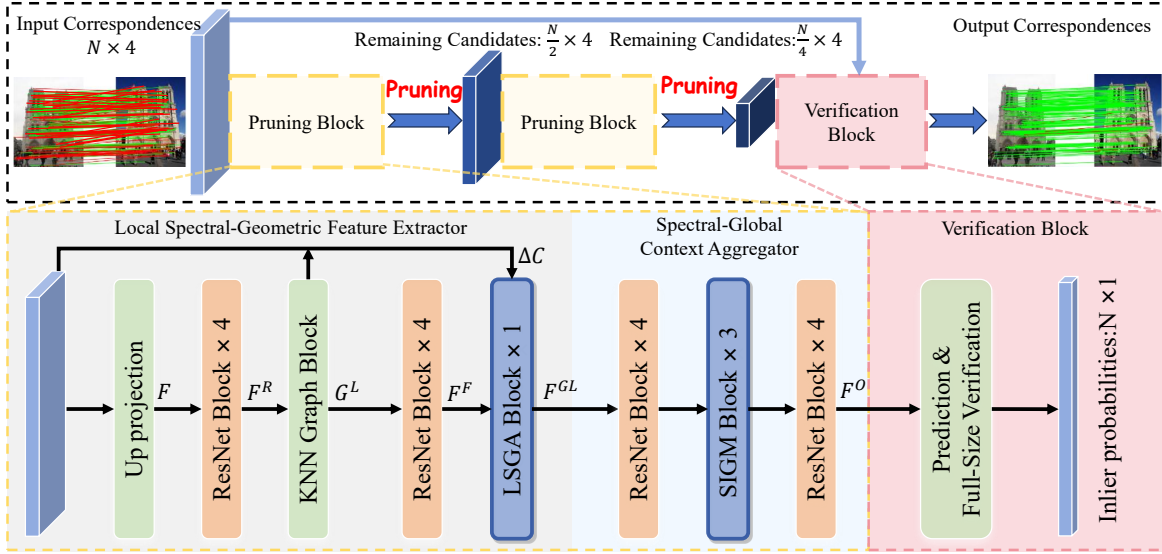 Input Correspondences
N × 4
Remaining Candidates: N/2 × 4
Remaining Candidates: N/4 × 4
Output Correspondences
Pruning Block
Pruning
Pruning Block
Pruning
Verification
Block
Local Spectral-Geometric Feature Extractor
Spectral-Global
Context Aggregator
Verification Block
ΔC
Up projection
F
ResNet Block × 4
F^R
KNN Graph Block
G^L
ResNet Block × 4
F^F
LSGA Block × 1
F^GL
ResNet Block × 4
SIGM Block × 3
ResNet Block × 4
F^O
Prediction &
Full-Size Verification
Inlier probabilities:N × 1